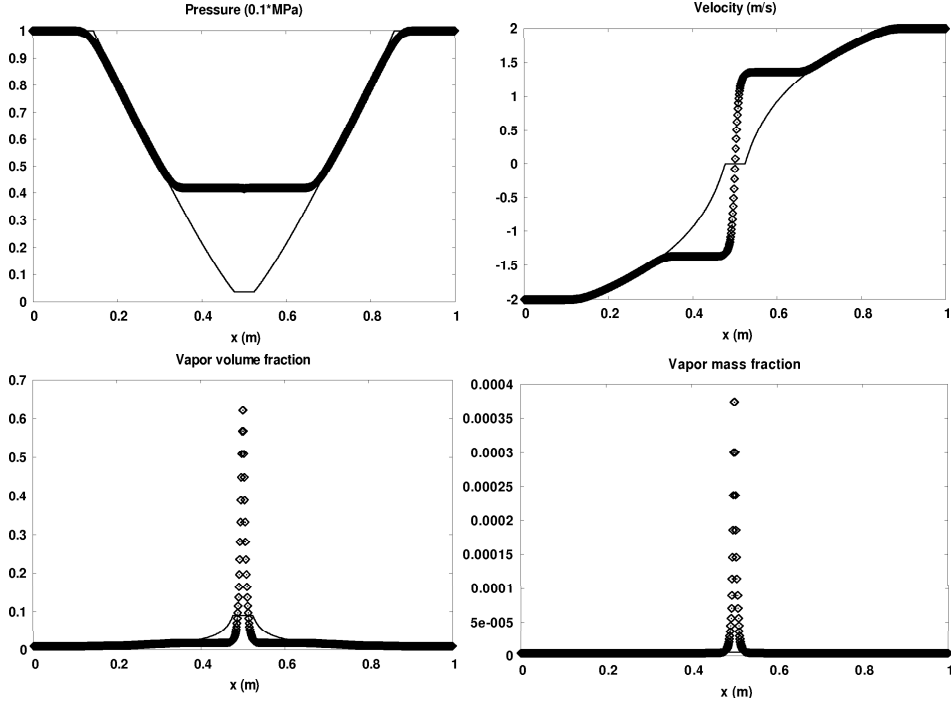 Pressure (0.1*MPa)
1
0.9
0.8
0.7
0.6
0.5
0.4
0.3
0.2
0.1
0
0 0.2 0.4 0.6 0.8 1
x (m)
Velocity (m/s)
2
1.5
1
0.5
0
-0.5
-1
-1.5
-2
0 0.2 0.4 0.6 0.8 1
x (m)
Vapor volume fraction
0.7
0.6
0.5
0.4
0.3
0.2
0.1
0
0 0.2 0.4 0.6 0.8 1
x (m)
Vapor mass fraction
0.0004
0.00035
0.0003
0.00025
0.0002
0.00015
0.0001
5e-005
0
0 0.2 0.4 0.6 0.8 1
x (m)